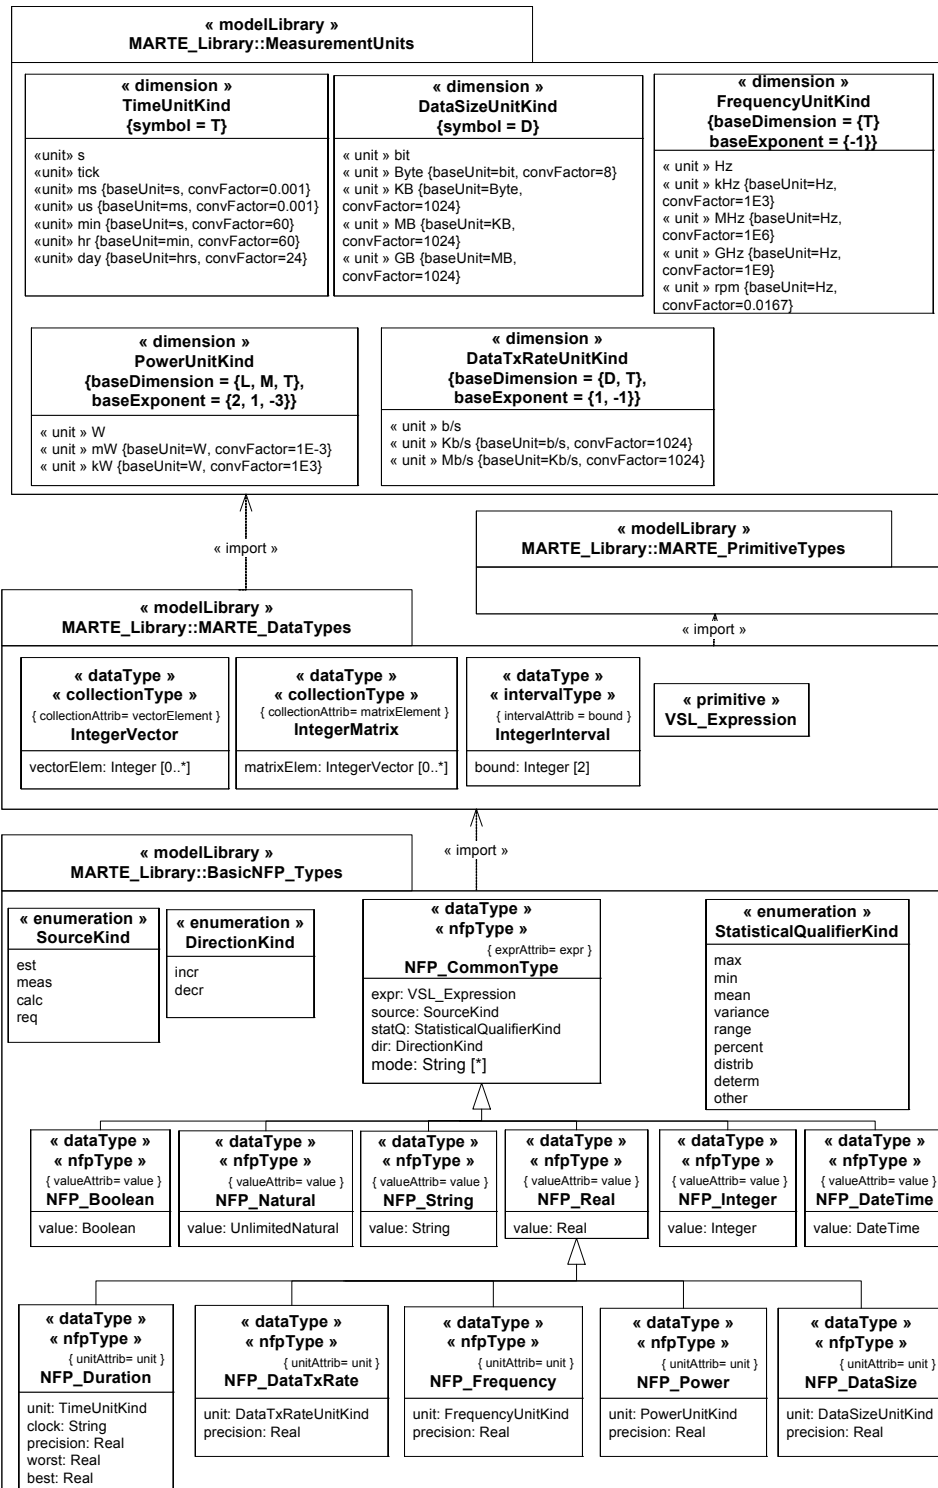 « modelLibrary »
MARTE_Library::MeasurementUnits
« dimension »
TimeUnitKind
{symbol = T}
«unit» s
«unit» tick
«unit» ms {baseUnit=s, convFactor=0.001}
«unit» us {baseUnit=ms, convFactor=0.001}
«unit» min {baseUnit=s, convFactor=60}
«unit» hr {baseUnit=min, convFactor=60}
«unit» day {baseUnit=hrs, convFactor=24}
« dimension »
DataSizeUnitKind
{symbol = D}
« unit » bit
« unit » Byte {baseUnit=bit, convFactor=8}
« unit » KB {baseUnit=Byte,
convFactor=1024}
« unit » MB {baseUnit=KB,
convFactor=1024}
« unit » GB {baseUnit=MB,
convFactor=1024}
« dimension »
FrequencyUnitKind
{baseDimension = {T}
baseExponent = {-1}}
« unit » Hz
« unit » kHz {baseUnit=Hz,
convFactor=1E3}
« unit » MHz {baseUnit=Hz,
convFactor=1E6}
« unit » GHz {baseUnit=Hz,
convFactor=1E9}
« unit » rpm {baseUnit=Hz,
convFactor=0.0167}
« dimension »
PowerUnitKind
{baseDimension = {L, M, T},
baseExponent = {2, 1, -3}}
« unit » W
« unit » mW {baseUnit=W, convFactor=1E-3}
« unit » kW {baseUnit=W, convFactor=1E3}
« dimension »
DataTxRateUnitKind
{baseDimension = {D, T},
baseExponent = {1, -1}}
« unit » b/s
« unit » Kb/s {baseUnit=b/s, convFactor=1024}
« unit » Mb/s {baseUnit=Kb/s, convFactor=1024}
« import »
« modelLibrary »
MARTE_Library::MARTE_PrimitiveTypes
« import »
« modelLibrary »
MARTE_Library::MARTE_DataTypes
« dataType »
« collectionType »
{ collectionAttrib= vectorElement }
IntegerVector
vectorElem: Integer [0..*]
« dataType »
« collectionType »
{ collectionAttrib= matrixElement }
IntegerMatrix
matrixElem: IntegerVector [0..*]
« dataType »
« intervalType »
{ intervalAttrib = bound }
IntegerInterval
bound: Integer [2]
« primitive »
VSL_Expression
« import »
« modelLibrary »
MARTE_Library::BasicNFP_Types
« enumeration »
SourceKind
est
meas
calc
req
« enumeration »
DirectionKind
incr
decr
« dataType »
« nfpType »
{ exprAttrib= expr }
NFP_CommonType
expr: VSL_Expression
source: SourceKind
statQ: StatisticalQualifierKind
dir: DirectionKind
mode: String [*]
« enumeration »
StatisticalQualifierKind
max
min
mean
variance
range
percent
distrib
determ
other
« dataType »
« nfpType »
{ valueAttrib= value }
NFP_Boolean
value: Boolean
« dataType »
« nfpType »
{ valueAttrib= value }
NFP_Natural
value: UnlimitedNatural
« dataType »
« nfpType »
{ valueAttrib= value }
NFP_String
value: String
« dataType »
« nfpType »
{ valueAttrib= value }
NFP_Real
value: Real
« dataType »
« nfpType »
{ valueAttrib= value }
NFP_Integer
value: Integer
« dataType »
« nfpType »
{ valueAttrib= value }
NFP_DateTime
value: DateTime
« dataType »
« nfpType »
{ unitAttrib= unit }
NFP_Duration
unit: TimeUnitKind
clock: String
precision: Real
worst: Real
best: Real
« dataType »
« nfpType »
{ unitAttrib= unit }
NFP_DataTxRate
unit: DataTxRateUnitKind
precision: Real
« dataType »
« nfpType »
{ unitAttrib= unit }
NFP_Frequency
unit: FrequencyUnitKind
precision: Real
« dataType »
« nfpType »
{ unitAttrib= unit }
NFP_Power
unit: PowerUnitKind
precision: Real
« dataType »
« nfpType »
{ unitAttrib= unit }
NFP_DataSize
unit: DataSizeUnitKind
precision: Real